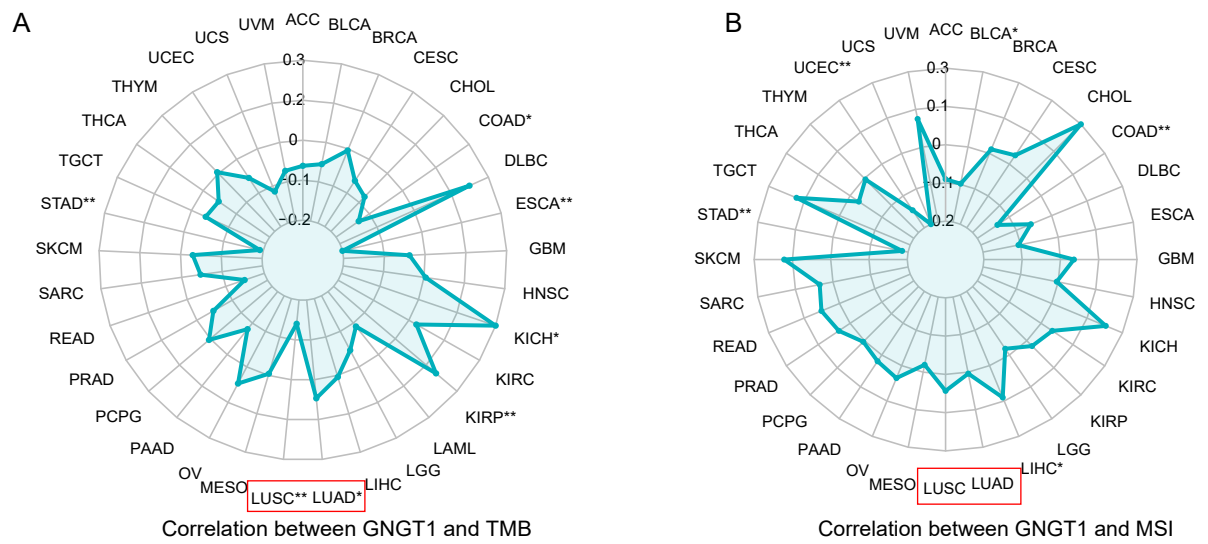 A
ACC
BLCA
BRCA
CESC
CHOL
COAD*
DLBC
ESCA**
GBM
HNSC
KICH*
KIRC
KIRP**
LAML
LGG
LIHC
LUAD*
LUSC**
MESO
OV
PAAD
PCPG
PRAD
READ
SARC
SKCM
STAD**
TGCT
THCA
THYM
UCEC
UCS
UVM
0.3
0.2
0
-0.1
-0.2
Correlation between GNGT1 and TMB
B
ACC
BLCA*
BRCA
CESC
CHOL
COAD**
DLBC
ESCA
GBM
HNSC
KICH
KIRC
KIRP
LGG
LIHC*
LUAD
LUSC
MESO
OV
PAAD
PCPG
PRAD
READ
SARC
SKCM
STAD**
TGCT
THCA
THYM
UCEC**
UCS
UVM
0.3
0.1
0
-0.1
-0.2
Correlation between GNGT1 and MSI